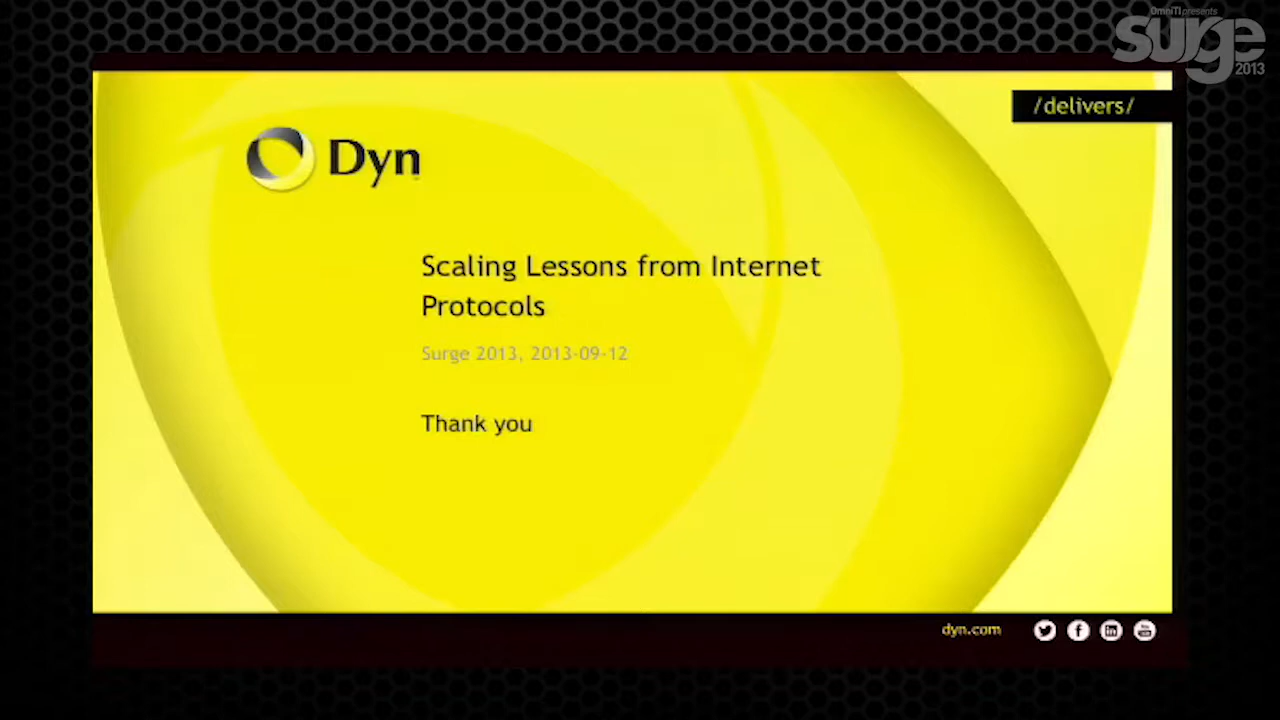 OmniTI presents
surge
2013
/delivers/
Dyn
Scaling Lessons from Internet
Protocols
Surge 2013, 2013-09-12
Thank you
dyn.com